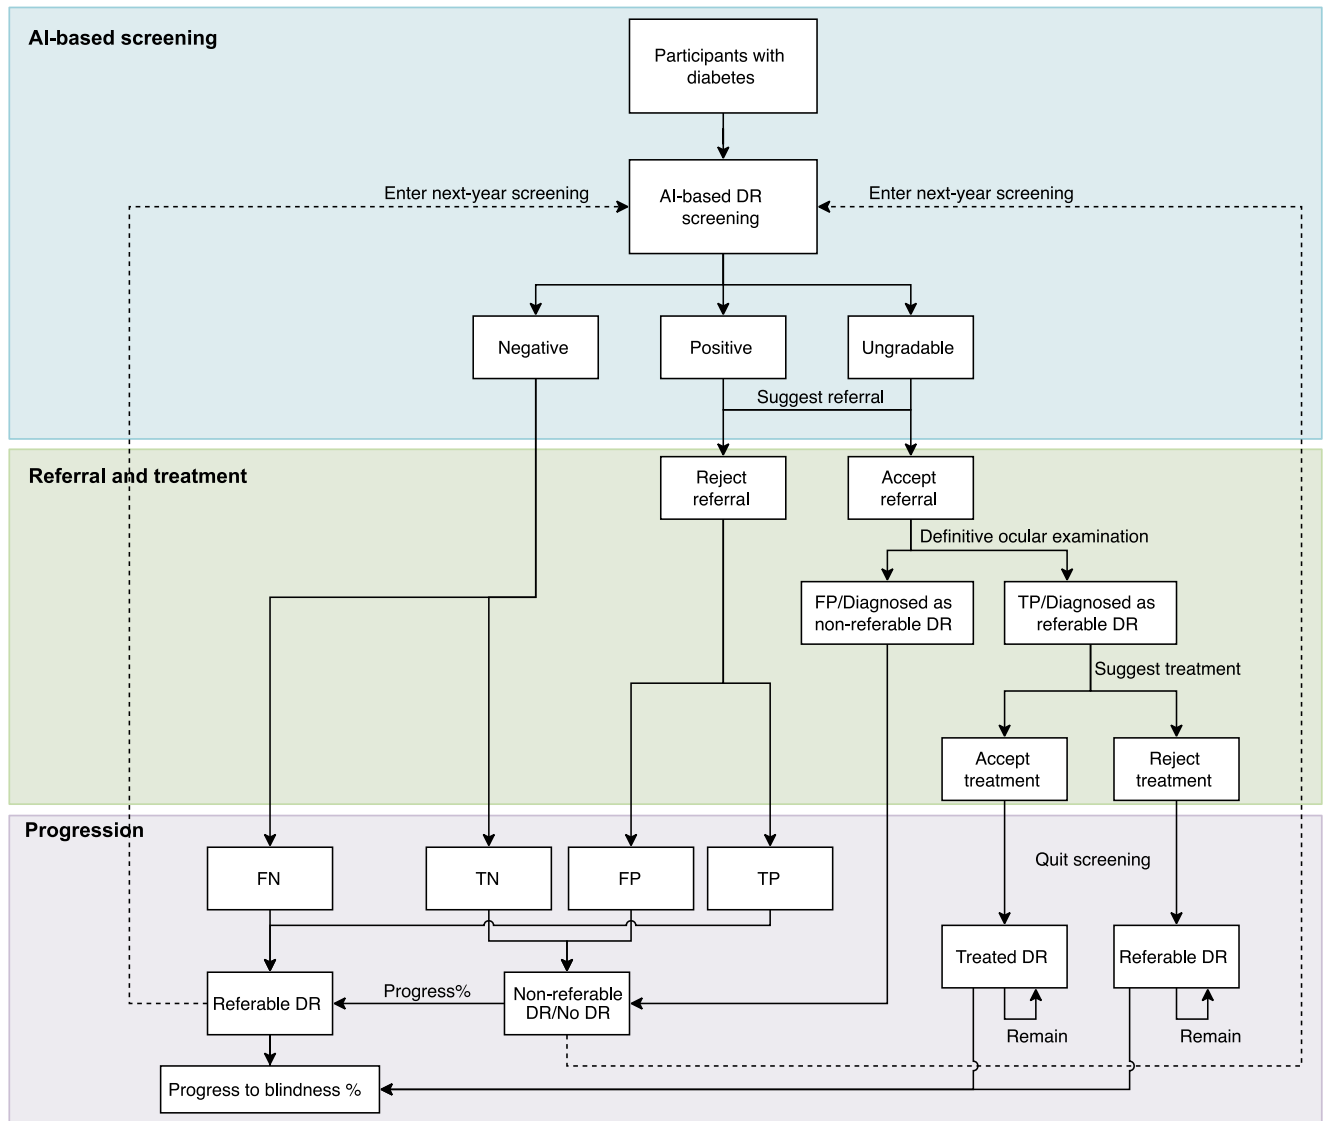 AI-based screening
Participants with
diabetes
Enter next-year screening
AI-based DR
screening
Enter next-year screening
Negative
Positive
Ungradable
Suggest referral
Referral and treatment
Reject
referral
Accept
referral
Definitive ocular examination
FP/Diagnosed as
non-referable DR
TP/Diagnosed as
referable DR
Suggest treatment
Accept
treatment
Reject
treatment
Progression
FN
TN
FP
TP
Quit screening
Treated DR
Referable DR
Referable DR
Progress%
Non-referable
DR/No DR
Remain
Remain
Progress to blindness %